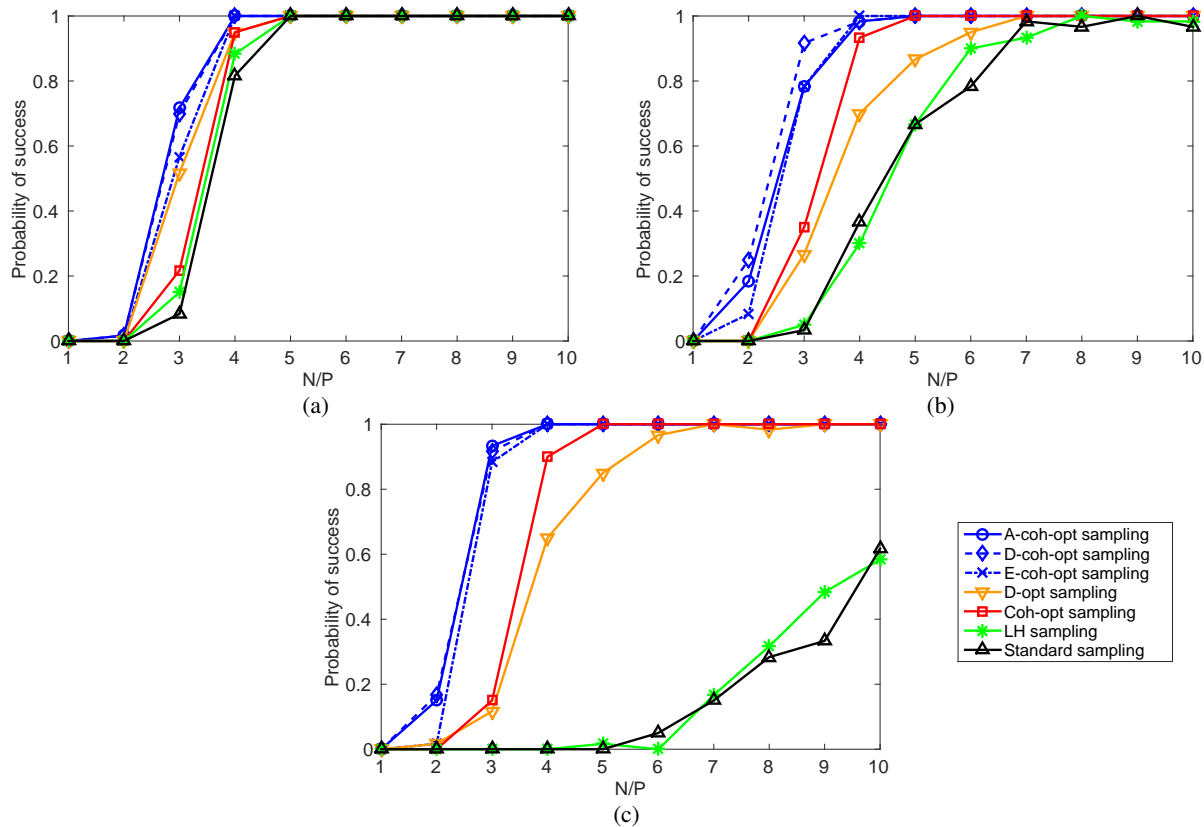 Probability of success
1
0.8
0.6
0.4
0.2
0
1 2 3 4 5 6 7 8 9 10
N/P
(a)
Probability of success
1
0.8
0.6
0.4
0.2
0
1 2 3 4 5 6 7 8 9 10
N/P
(b)
Probability of success
1
0.8
0.6
0.4
0.2
0
1 2 3 4 5 6 7 8 9 10
N/P
(c)
A-coh-opt sampling
D-coh-opt sampling
E-coh-opt sampling
D-opt sampling
Coh-opt sampling
LH sampling
Standard sampling